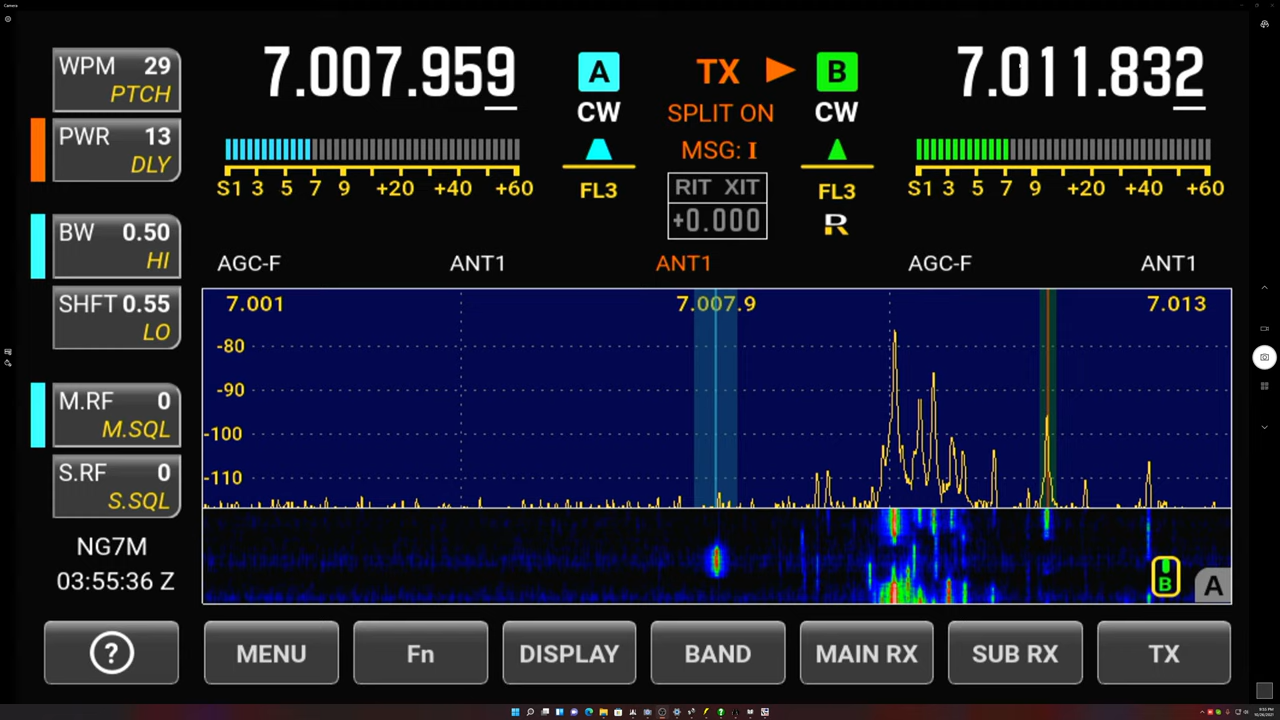 Camera
WPM 29
PTCH
7.007.959
A
TX
B
7.011.832
CW
SPLIT ON
CW
PWR 13
DLY
MSG: I
S1 3 5 7 9 +20 +40 +60
FL3
RIT XIT
+0.000
FL3
R
S1 3 5 7 9 +20 +40 +60
BW 0.50
HI
AGC-F
ANT1
ANT1
AGC-F
ANT1
SHFT 0.55
LO
7.001
7.007.9
7.013
-80
-90
-100
-110
M.RF 0
M.SQL
S.RF 0
S.SQL
NG7M
03:55:36 Z
B
A
?
MENU
Fn
DISPLAY
BAND
MAIN RX
SUB RX
TX